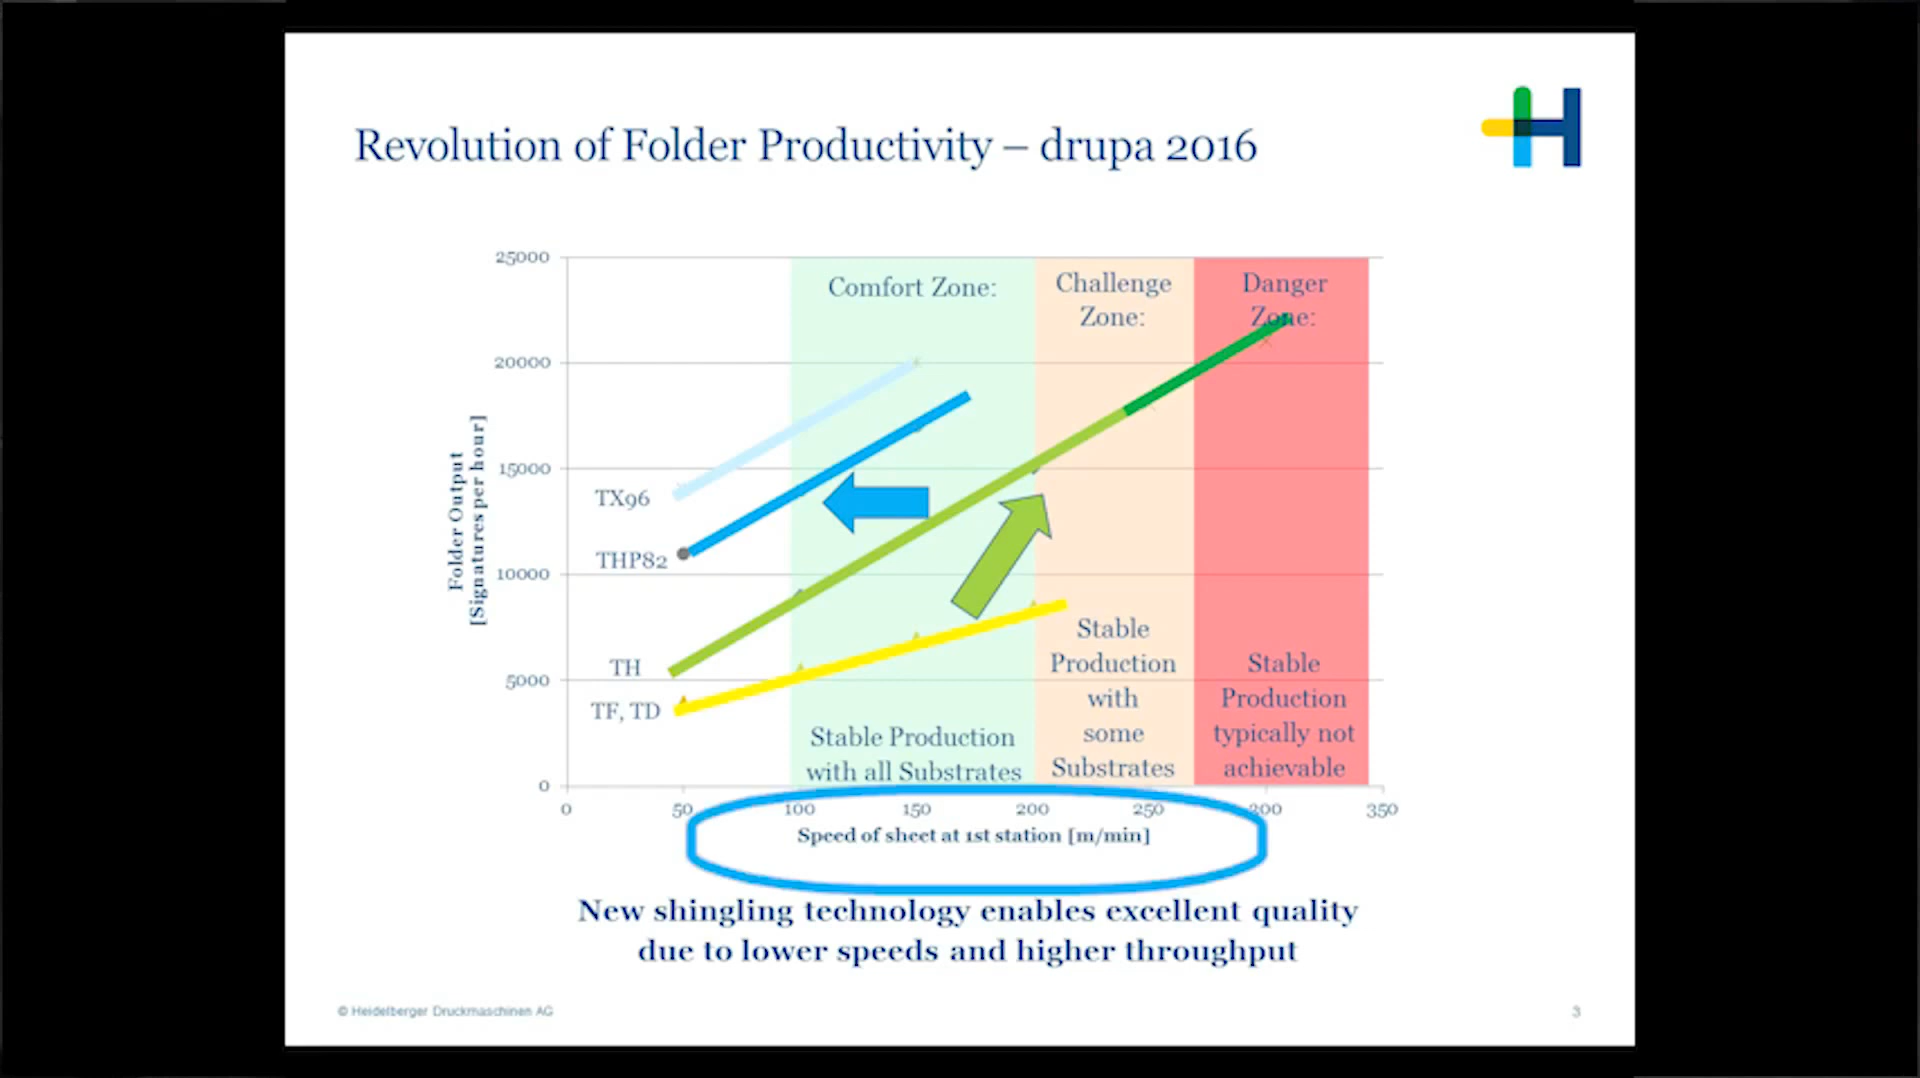 Revolution of Folder Productivity – drupa 2016
25000
20000
15000
10000
5000
0
Folder Output
[Signatures per hour]
Comfort Zone:
Challenge
Zone:
Danger
Zone:
TX96
THP82
TH
TF, TD
Stable Production
with all Substrates
Stable
Production
with
some
Substrates
Stable
Production
typically not
achievable
0 50 100 150 200 250 300 350
Speed of sheet at 1st station [m/min]
New shingling technology enables excellent quality
due to lower speeds and higher throughput
© Heidelberger Druckmaschinen AG
3